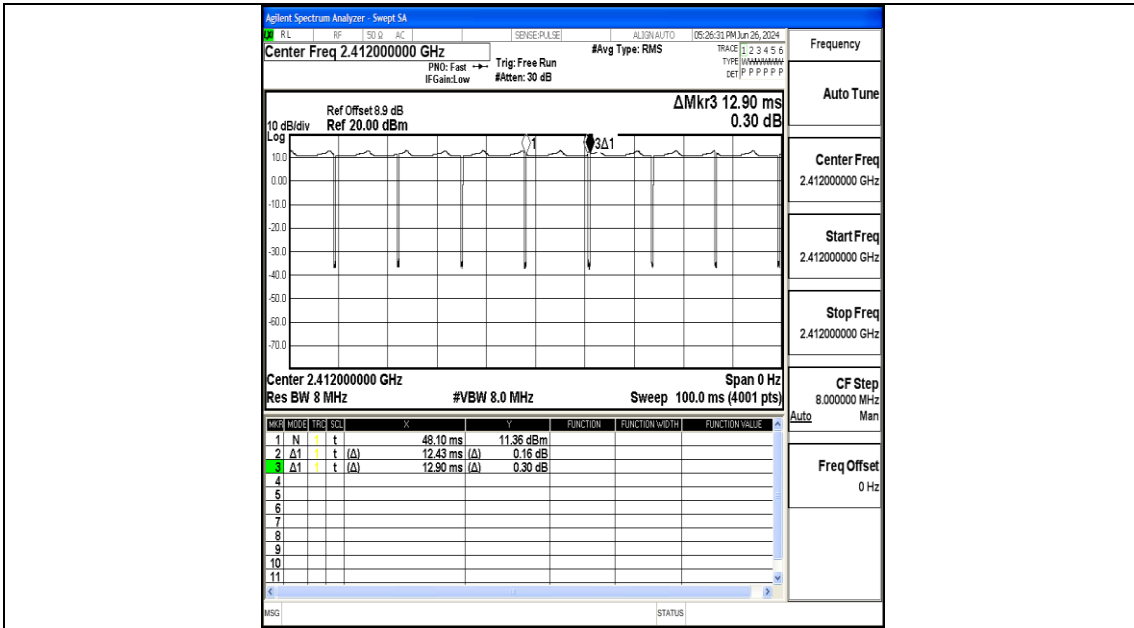 Agilent Spectrum Analyzer - Swept SA
RL RF 50 Ω AC SENSE:PULSE ALIGN AUTO 05:26:31 PM Jun 26, 2024
Center Freq 2.412000000 GHz
#Avg Type: RMS
TRACE 1 2 3 4 5 6
TYPE
DET P P P P P P
PNO: Fast
IFGain:Low
Trig: Free Run
#Atten: 30 dB
Frequency
Auto Tune
ΔMkr3 12.90 ms
0.30 dB
Ref Offset 8.9 dB
Ref 20.00 dBm
10 dB/div
Log
1
3Δ1
10.0
0.00
-10.0
-20.0
-30.0
-40.0
-50.0
-60.0
-70.0
Center Freq
2.412000000 GHz
Start Freq
2.412000000 GHz
Stop Freq
2.412000000 GHz
Center 2.412000000 GHz Span 0 Hz
Res BW 8 MHz #VBW 8.0 MHz Sweep 100.0 ms (4001 pts)
CF Step
8.000000 MHz
Auto Man
Freq Offset
0 Hz
MKR MODE TRC SCL X Y FUNCTION FUNCTION WIDTH FUNCTION VALUE
1 N 1 t 48.10 ms 11.36 dBm
2 Δ1 1 t (Δ) 12.43 ms (Δ) 0.16 dB
3 Δ1 1 t (Δ) 12.90 ms (Δ) 0.30 dB
4
5
6
7
8
9
10
11
MSG STATUS